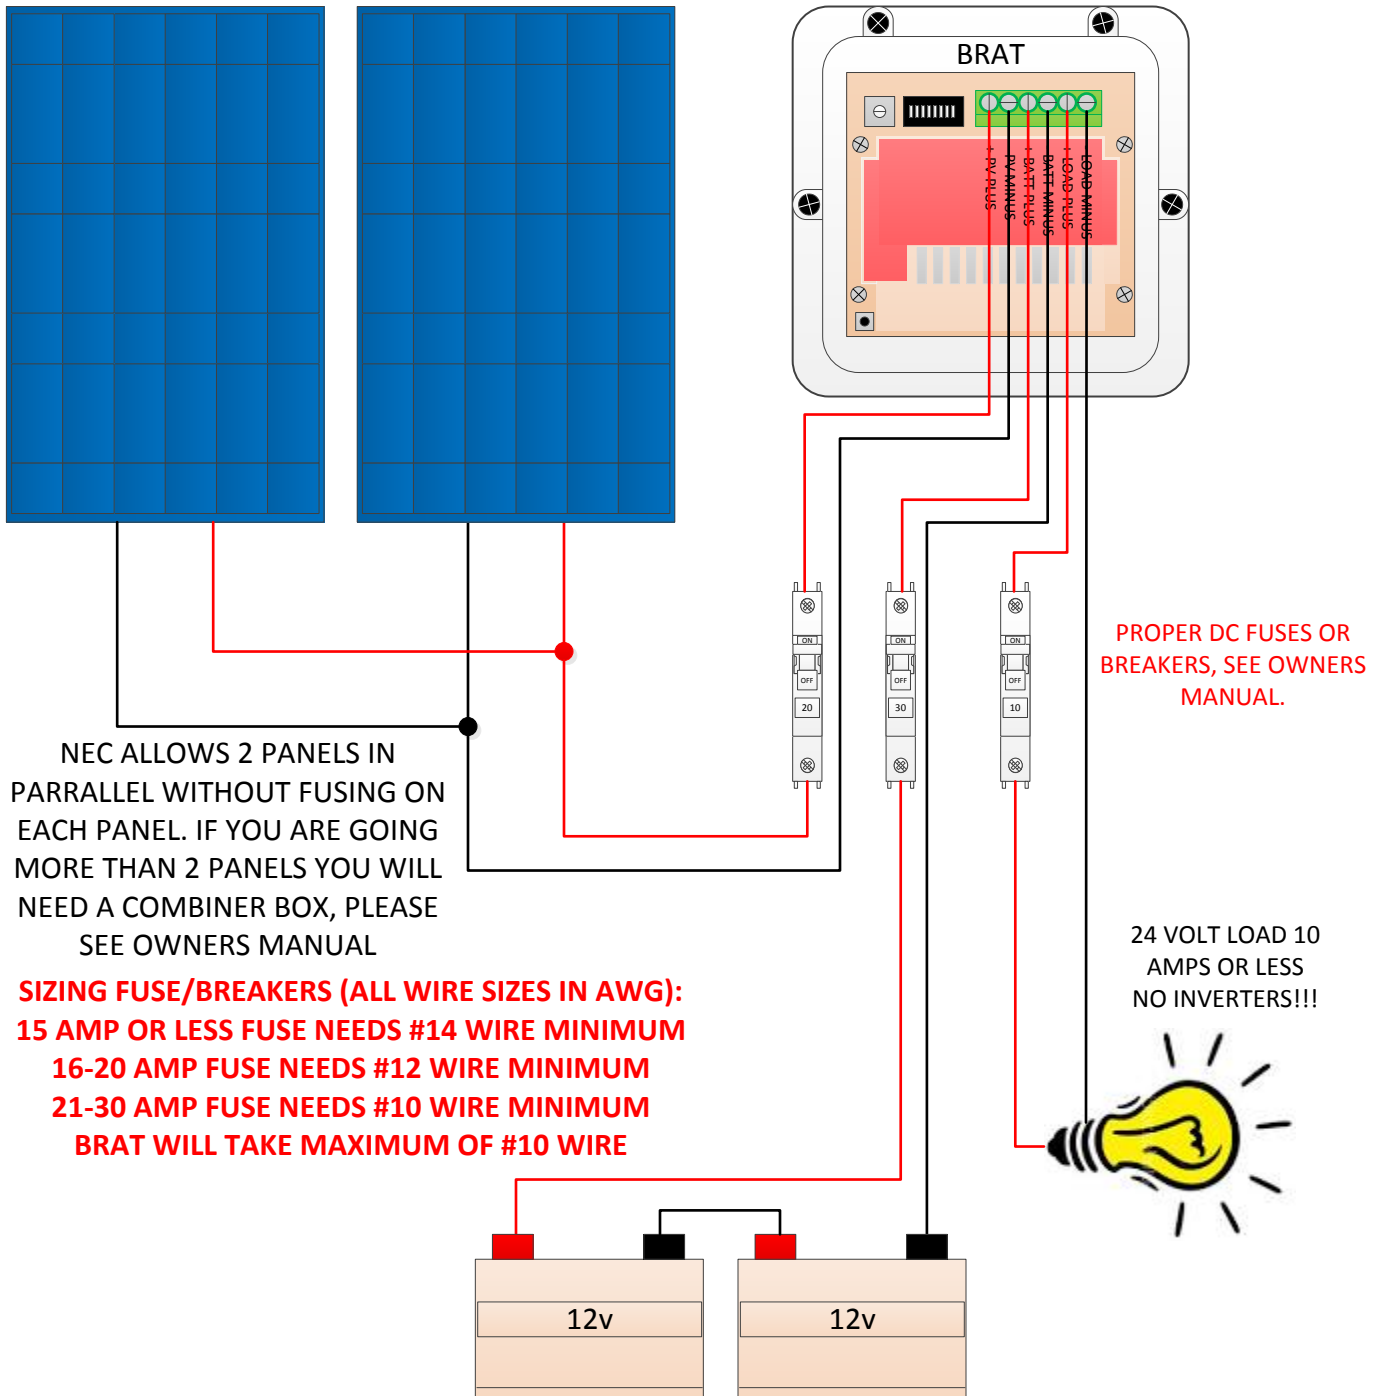 BRAT
+ PV PLUS
- PV MINUS
+ BATT PLUS
- BATT MINUS
+ LOAD PLUS
- LOAD MINUS
ON
OFF
20
ON
OFF
30
ON
OFF
10
PROPER DC FUSES OR
BREAKERS, SEE OWNERS
MANUAL.
NEC ALLOWS 2 PANELS IN
PARRALLEL WITHOUT FUSING ON
EACH PANEL. IF YOU ARE GOING
MORE THAN 2 PANELS YOU WILL
NEED A COMBINER BOX, PLEASE
SEE OWNERS MANUAL
24 VOLT LOAD 10
AMPS OR LESS
NO INVERTERS!!!
SIZING FUSE/BREAKERS (ALL WIRE SIZES IN AWG):
15 AMP OR LESS FUSE NEEDS #14 WIRE MINIMUM
16-20 AMP FUSE NEEDS #12 WIRE MINIMUM
21-30 AMP FUSE NEEDS #10 WIRE MINIMUM
BRAT WILL TAKE MAXIMUM OF #10 WIRE
12v
12v